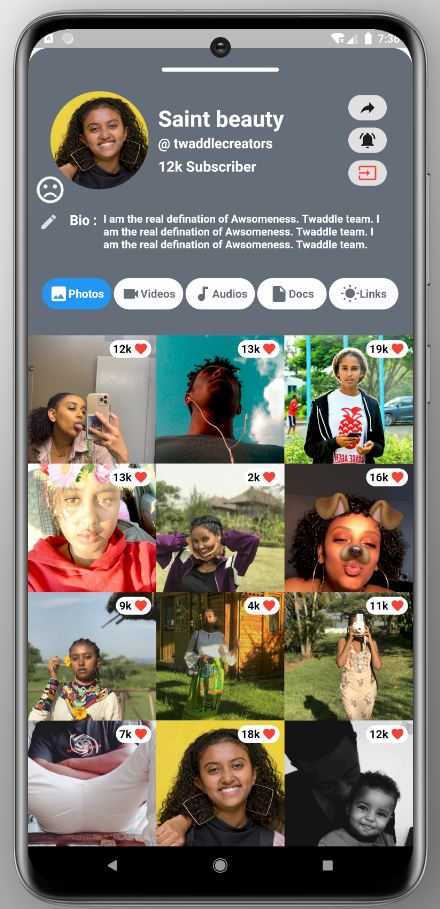 7:36
Saint beauty
@ twaddlecreators
12k Subscriber
Bio : I am the real defination of Awsomeness. Twaddle team. I
am the real defination of Awsomeness. Twaddle team. I
am the real defination of Awsomeness. Twaddle team.
Photos Videos Audios Docs Links
12k 13k 19k
13k 2k 16k
9k 4k 11k
7k 18k 12k